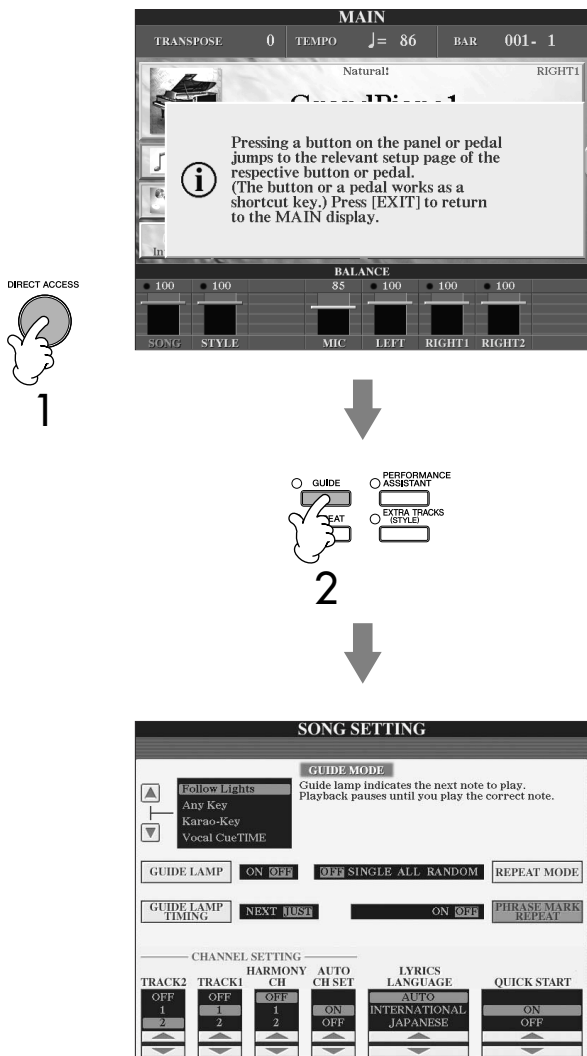 MAIN
TRANSPOSE 0 TEMPO ♩= 86 BAR 001- 1
Natural! RIGHT1
GrandPiano1
Pressing a button on the panel or pedal
jumps to the relevant setup page of the
respective button or pedal.
(The button or a pedal works as a
shortcut key.) Press [EXIT] to return
to the MAIN display.
In
BALANCE
100 100 85 100 100 100
SONG STYLE MIC LEFT RIGHT1 RIGHT2
DIRECT ACCESS
1
GUIDE
PERFORMANCE
ASSISTANT
EXTRA TRACKS
(STYLE)
2
SONG SETTING
GUIDE MODE
Follow Lights
Any Key
Karao-Key
Vocal CueTIME
Guide lamp indicates the next note to play.
Playback pauses until you play the correct note.
GUIDE LAMP ON OFF OFF SINGLE ALL RANDOM REPEAT MODE
GUIDE LAMP
TIMING
NEXT JUST ON OFF
PHRASE MARK
REPEAT
CHANNEL SETTING
TRACK2
OFF
1
2
TRACK1
OFF
1
2
HARMONY
CH
OFF
1
2
AUTO
CH SET
ON
OFF
LYRICS
LANGUAGE
AUTO
INTERNATIONAL
JAPANESE
QUICK START
ON
OFF